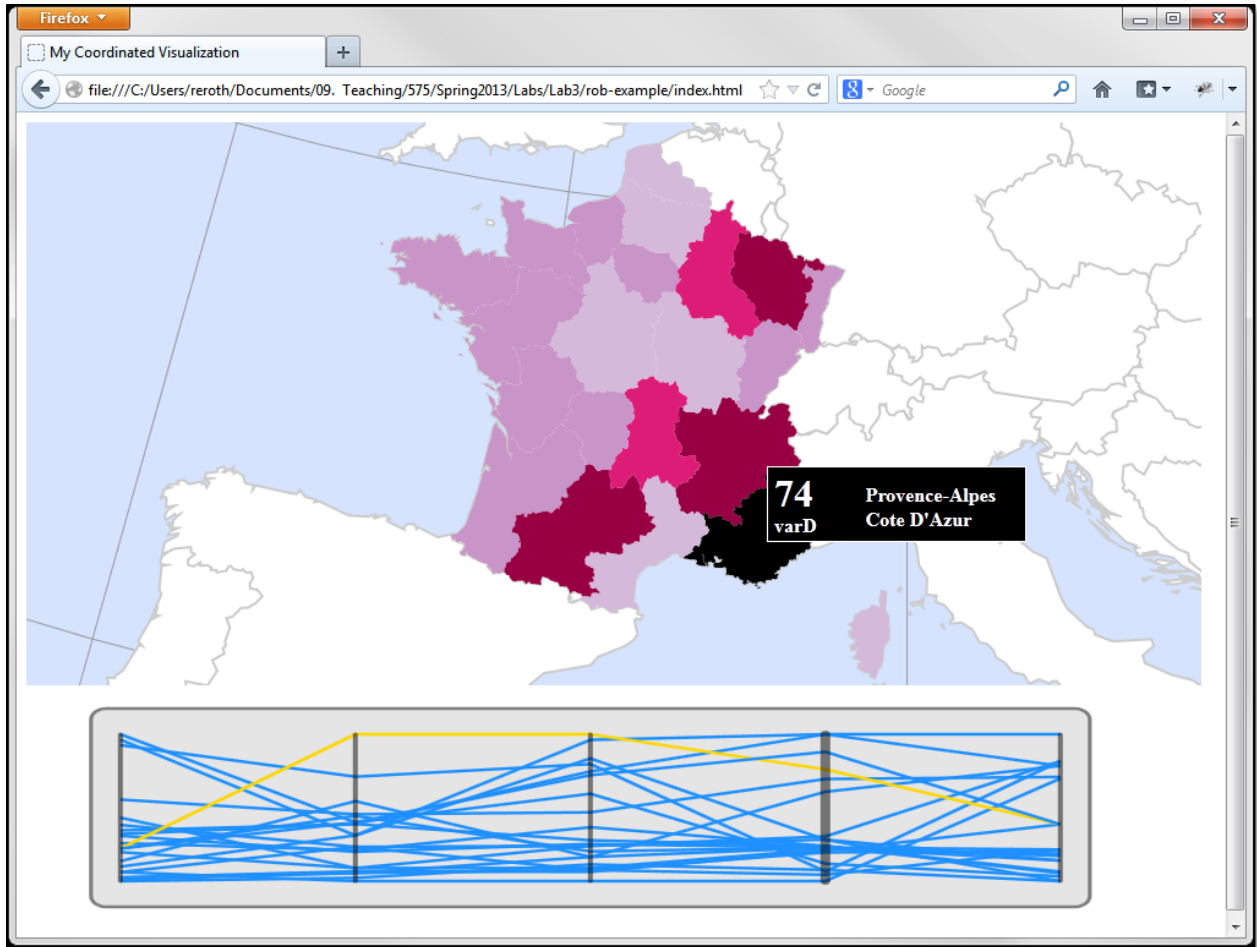 Firefox
My Coordinated Visualization
file:///C:/Users/reroth/Documents/09. Teaching/575/Spring2013/Labs/Lab3/rob-example/index.html
8 Google
74 Provence-Alpes
varD Cote D'Azur